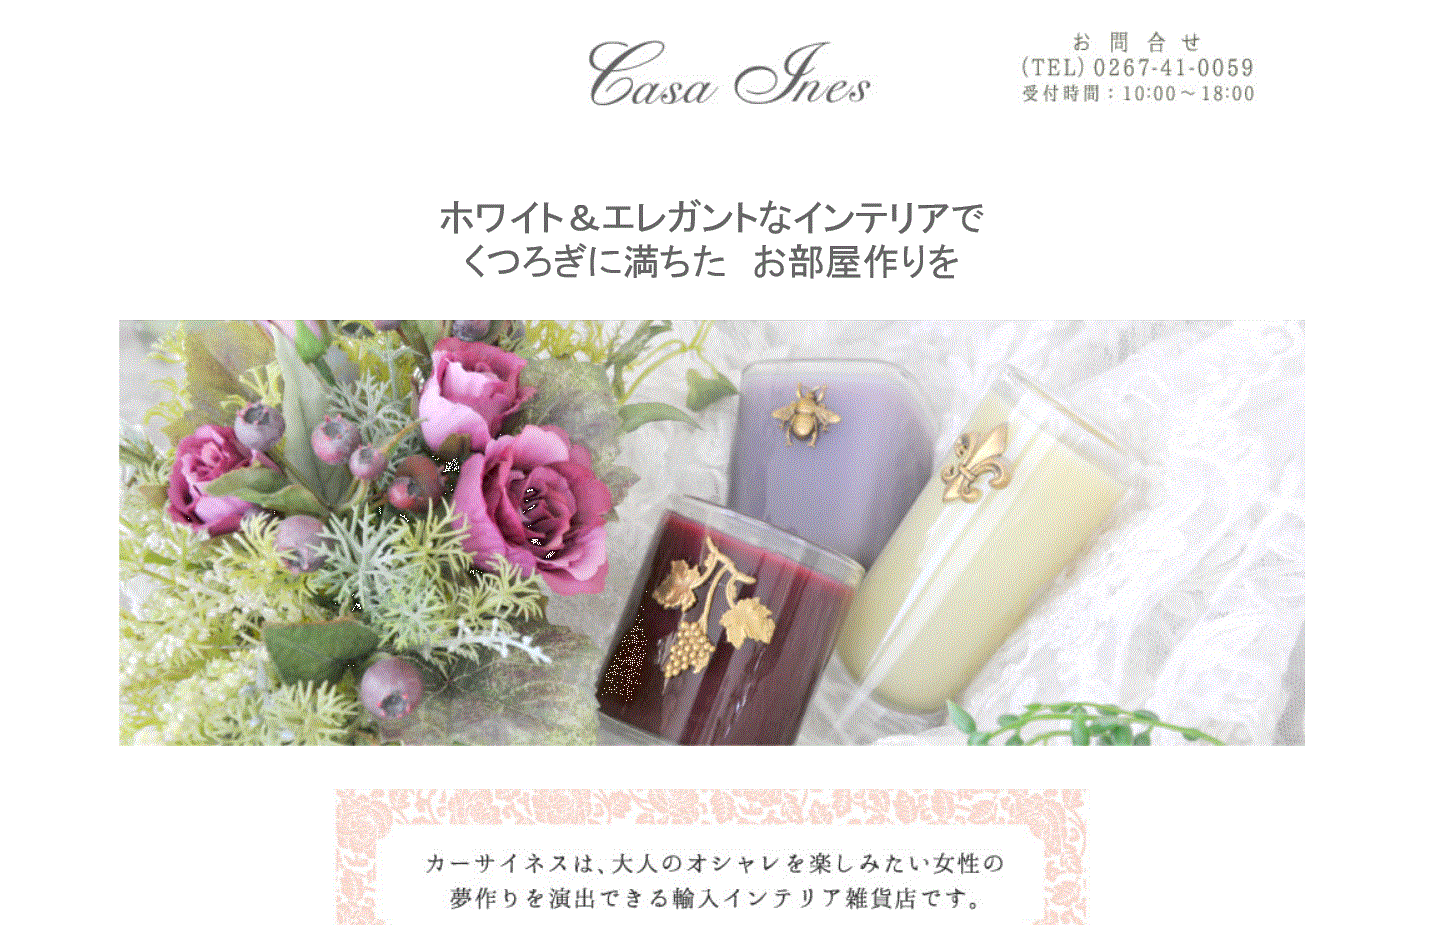 Casa Ines
お問合せ
(TEL) 0267-41-0059
受付時間：10:00～18:00
ホワイト＆エレガントなインテリアで
くつろぎに満ちた　お部屋作りを
カーサイネスは、大人のオシャレを楽しみたい女性の
夢作りを演出できる輸入インテリア雑貨店です。